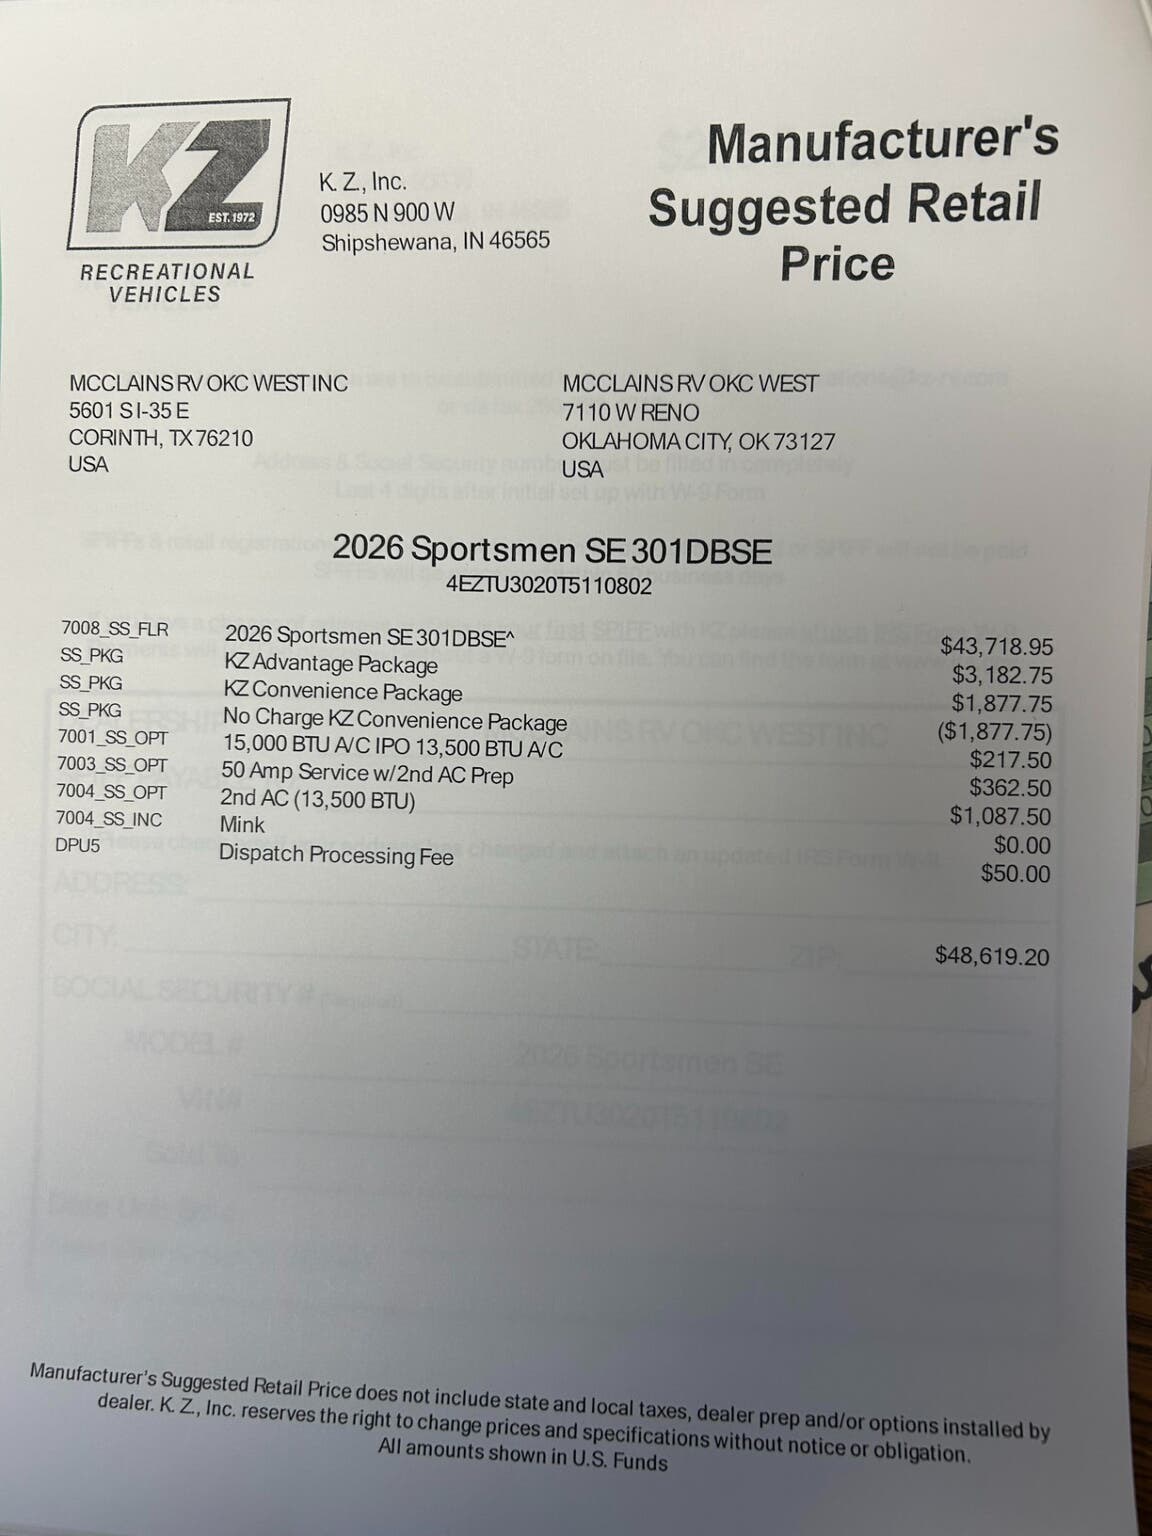 KZ
EST. 1972
RECREATIONAL
VEHICLES
K. Z., Inc.
0985 N 900 W
Shipshewana, IN 46565
Manufacturer's
Suggested Retail
Price
MCCLAINS RV OKC WEST INC
5601 S I-35 E
CORINTH, TX 76210
USA
MCCLAINS RV OKC WEST
7110 W RENO
OKLAHOMA CITY, OK 73127
USA
2026 Sportsmen SE 301DBSE
4EZTU3020T5110802
7008_SS_FLR 2026 Sportsmen SE 301DBSE^ $43,718.95
SS_PKG KZ Advantage Package $3,182.75
SS_PKG KZ Convenience Package $1,877.75
SS_PKG No Charge KZ Convenience Package ($1,877.75)
7001_SS_OPT 15,000 BTU A/C IPO 13,500 BTU A/C $217.50
7003_SS_OPT 50 Amp Service w/2nd AC Prep $362.50
7004_SS_OPT 2nd AC (13,500 BTU) $1,087.50
7004_SS_INC Mink $0.00
DPU5 Dispatch Processing Fee $50.00
$48,619.20
Manufacturer's Suggested Retail Price does not include state and local taxes, dealer prep and/or options installed by
dealer. K. Z., Inc. reserves the right to change prices and specifications without notice or obligation.
All amounts shown in U.S. Funds